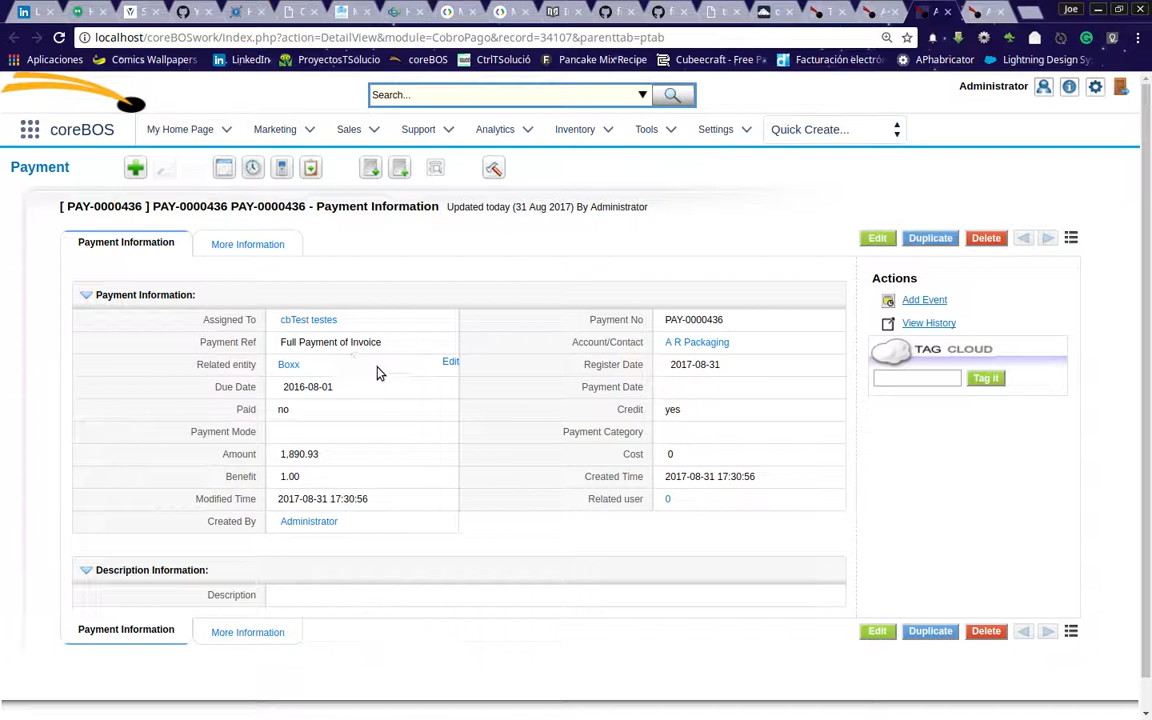 Joe
localhost/coreBOSwork/index.php?action=DetailView&module=CobroPago&record=34107&parenttab=ptab
Aplicaciones
Comics Wallpapers
LinkedIn
ProyectosTSolucio
coreBOS
CtrlTSolució
Pancake Mix Recipe
Cubeecraft - Free Pa
Facturación electró
APhabricator
Lightning Design Sy
Search...
Administrator
coreBOS
My Home Page
Marketing
Sales
Support
Analytics
Inventory
Tools
Settings
Quick Create...
Payment
[ PAY-0000436 ] PAY-0000436 PAY-0000436 - Payment Information Updated today (31 Aug 2017) By Administrator
Payment Information
More Information
Edit
Duplicate
Delete
Payment Information:
Assigned To cbTest testes Payment No PAY-0000436
Payment Ref Full Payment of Invoice Account/Contact A R Packaging
Related entity Boxx Edit Register Date 2017-08-31
Due Date 2016-08-01 Payment Date
Paid no Credit yes
Payment Mode Payment Category
Amount 1,890.93 Cost 0
Benefit 1.00 Created Time 2017-08-31 17:30:56
Modified Time 2017-08-31 17:30:56 Related user 0
Created By Administrator
Actions
Add Event
View History
TAG CLOUD
Tag it
Description Information:
Description
Payment Information
More Information
Edit
Duplicate
Delete